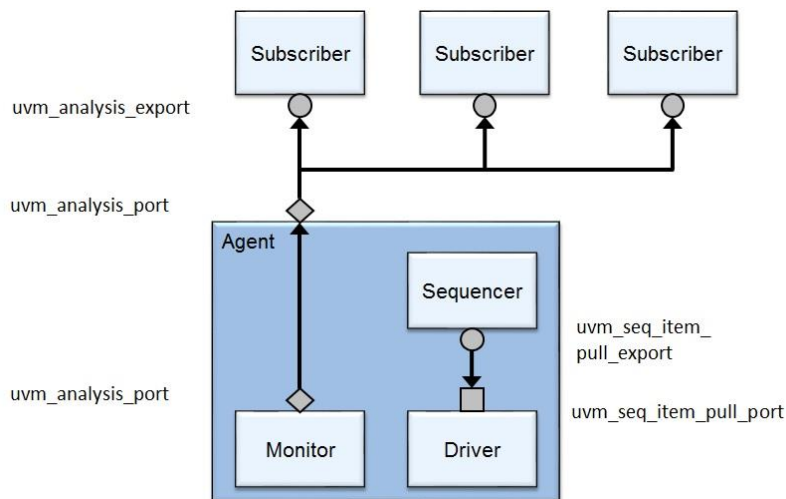 Subscriber
Subscriber
Subscriber
uvm_analysis_export
uvm_analysis_port
Agent
Sequencer
uvm_seq_item_
pull_export
uvm_analysis_port
uvm_seq_item_pull_port
Monitor
Driver